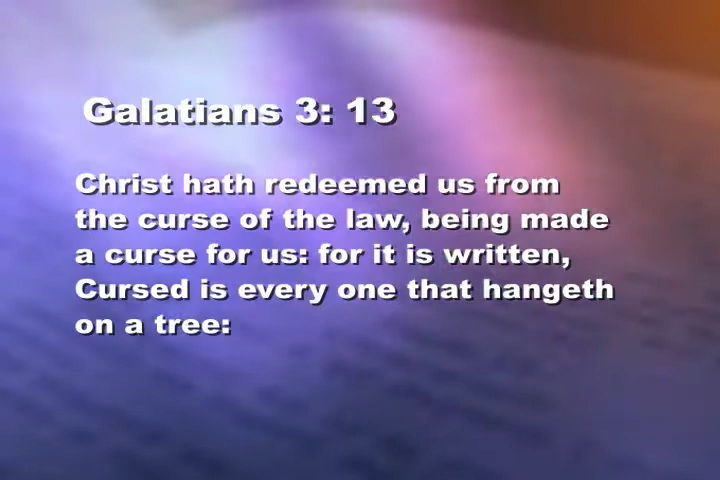 Galatians 3: 13
Christ hath redeemed us from
the curse of the law, being made
a curse for us: for it is written,
Cursed is every one that hangeth
on a tree: